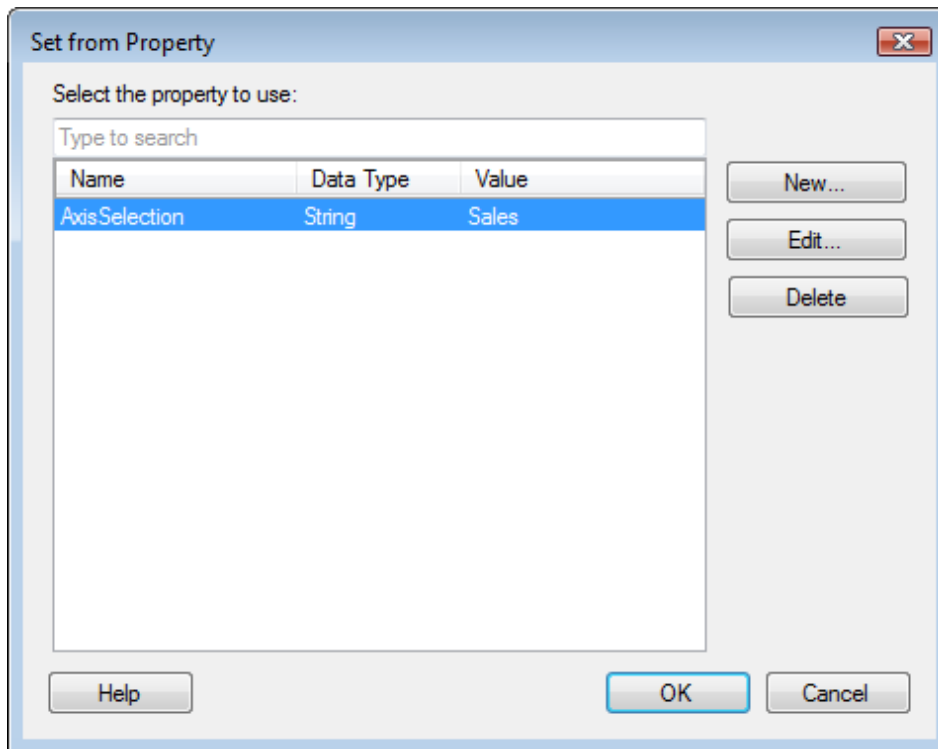 Set from Property
Select the property to use:
Type to search
Name Data Type Value
AxisSelection String Sales
New...
Edit...
Delete
Help OK Cancel